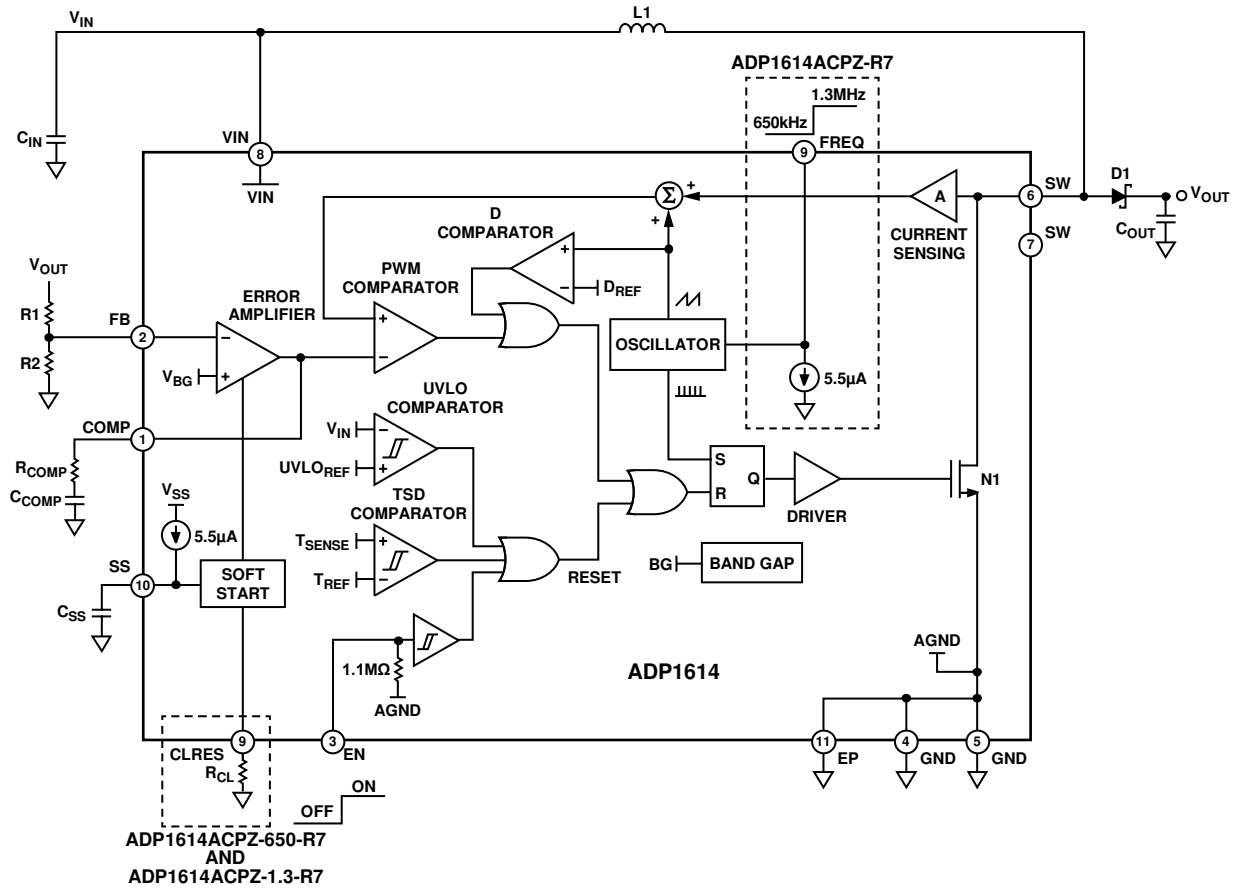 L1
VIN
ADP1614ACPZ-R7
1.3MHz
650kHz
CIN
VIN
8
VIN
9
FREQ
D1
6
SW
VOUT
COUT
7
SW
+
Σ
+
A
CURRENT
SENSING
D
COMPARATOR
+
−
DREF
PWM
COMPARATOR
+
−
VOUT
R1
R2
FB
2
ERROR
AMPLIFIER
−
VBG
+
OSCILLATOR
5.5µA
UVLO
COMPARATOR
VIN
−
UVLOREF
+
COMP
1
RCOMP
CCOMP
S
R
Q
DRIVER
N1
VSS
5.5µA
TSD
COMPARATOR
TSENSE
+
TREF
−
SS
10
SOFT
START
CSS
RESET
BG
BAND GAP
1.1MΩ
AGND
ADP1614
AGND
CLRES
9
RCL
3
EN
11
EP
4
GND
5
GND
OFF
ON
ADP1614ACPZ-650-R7
AND
ADP1614ACPZ-1.3-R7